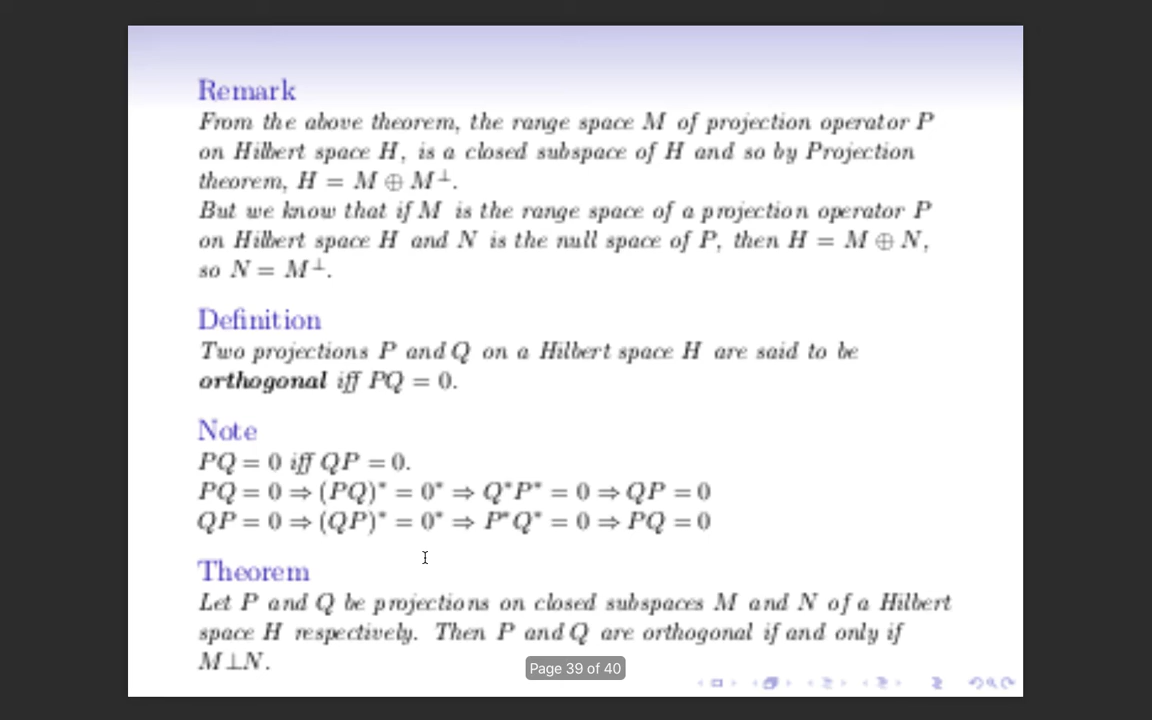 Remark
From the above theorem, the range space M of projection operator P
on Hilbert space H, is a closed subspace of H and so by Projection
theorem, H = M ⊕ M⊥.
But we know that if M is the range space of a projection operator P
on Hilbert space H and N is the null space of P, then H = M ⊕ N,
so N = M⊥.
Definition
Two projections P and Q on a Hilbert space H are said to be
orthogonal iff PQ = 0.
Note
PQ = 0 iff QP = 0.
PQ = 0 ⇒ (PQ)* = 0* ⇒ Q*P* = 0 ⇒ QP = 0
QP = 0 ⇒ (QP)* = 0* ⇒ P*Q* = 0 ⇒ PQ = 0
Theorem
Let P and Q be projections on closed subspaces M and N of a Hilbert
space H respectively. Then P and Q are orthogonal if and only if
M⊥N.
Page 39 of 40